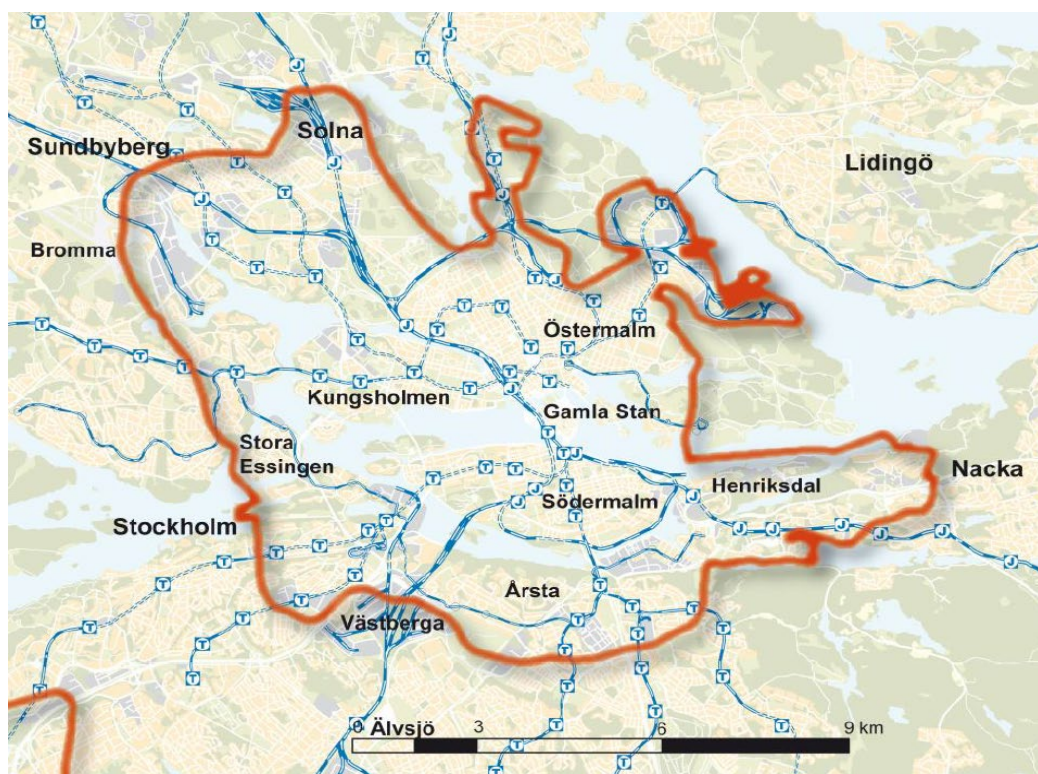 Solna
Sundbyberg
Lidingö
Bromma
Östermalm
Kungsholmen
Gamla Stan
Stora
Essingen
Nacka
Henriksdal
Södermalm
Stockholm
Årsta
Västberga
Älvsjö
0 3 6 9 km